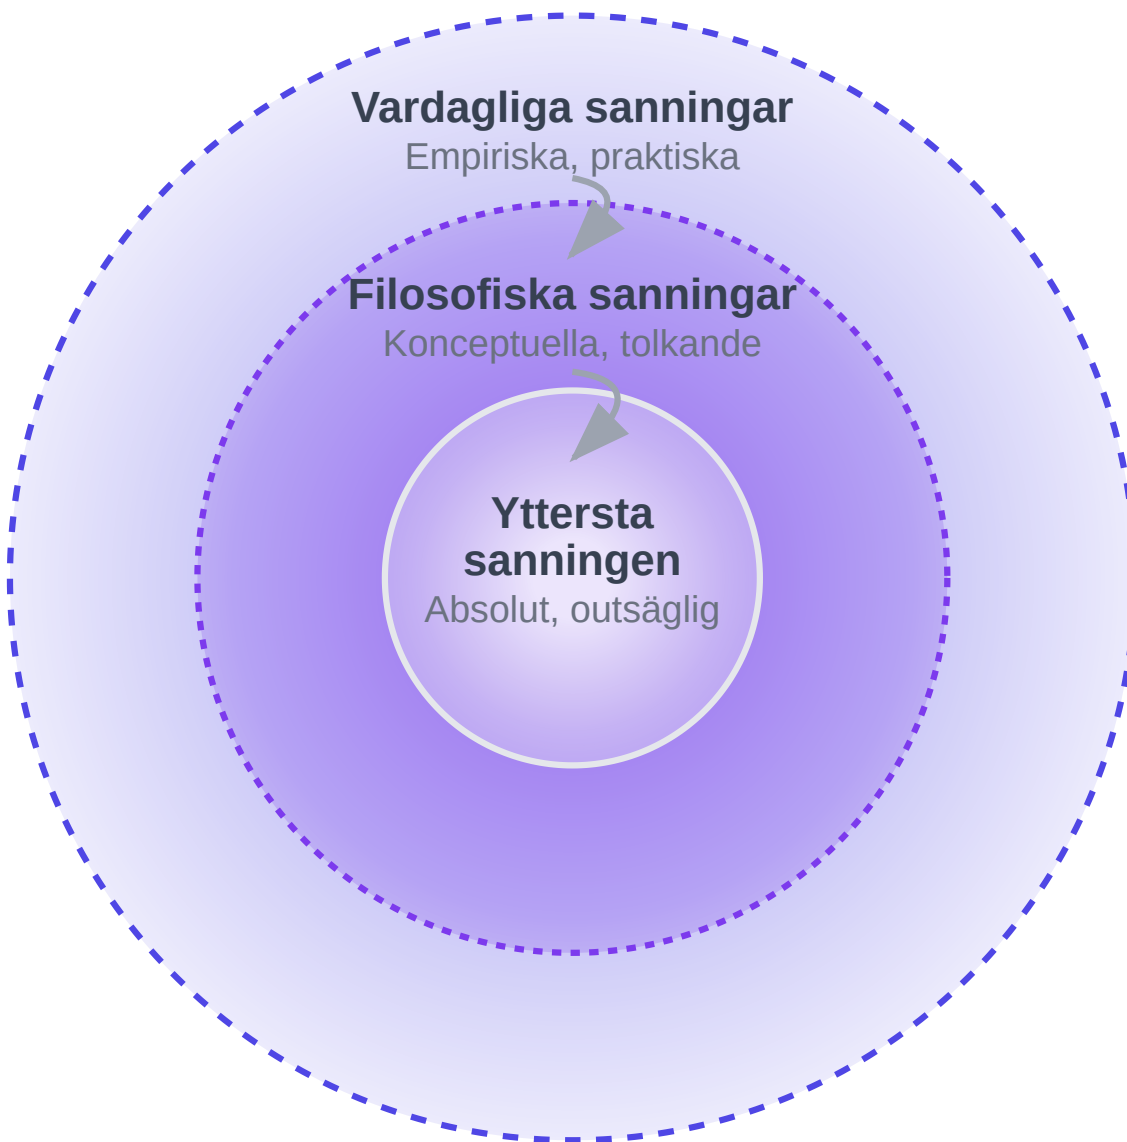 Vardagliga sanningar
Empiriska, praktiska
Filosofiska sanningar
Konceptuella, tolkande
Yttersta
sanningen
Absolut, outsäglig